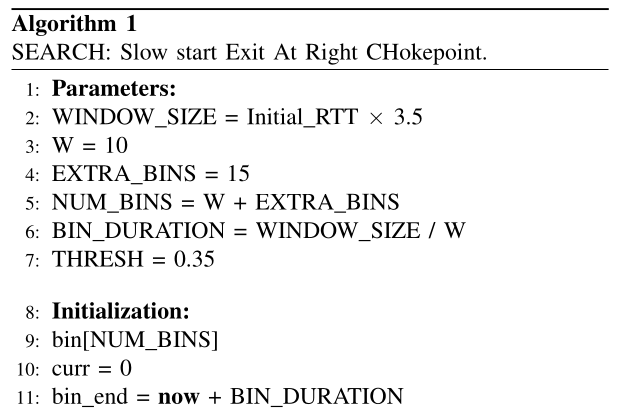 Algorithm 1
SEARCH: Slow start Exit At Right CHokepoint.
1: Parameters:
2: WINDOW_SIZE = Initial_RTT × 3.5
3: W = 10
4: EXTRA_BINS = 15
5: NUM_BINS = W + EXTRA_BINS
6: BIN_DURATION = WINDOW_SIZE / W
7: THRESH = 0.35
8: Initialization:
9: bin[NUM_BINS]
10: curr = 0
11: bin_end = now + BIN_DURATION